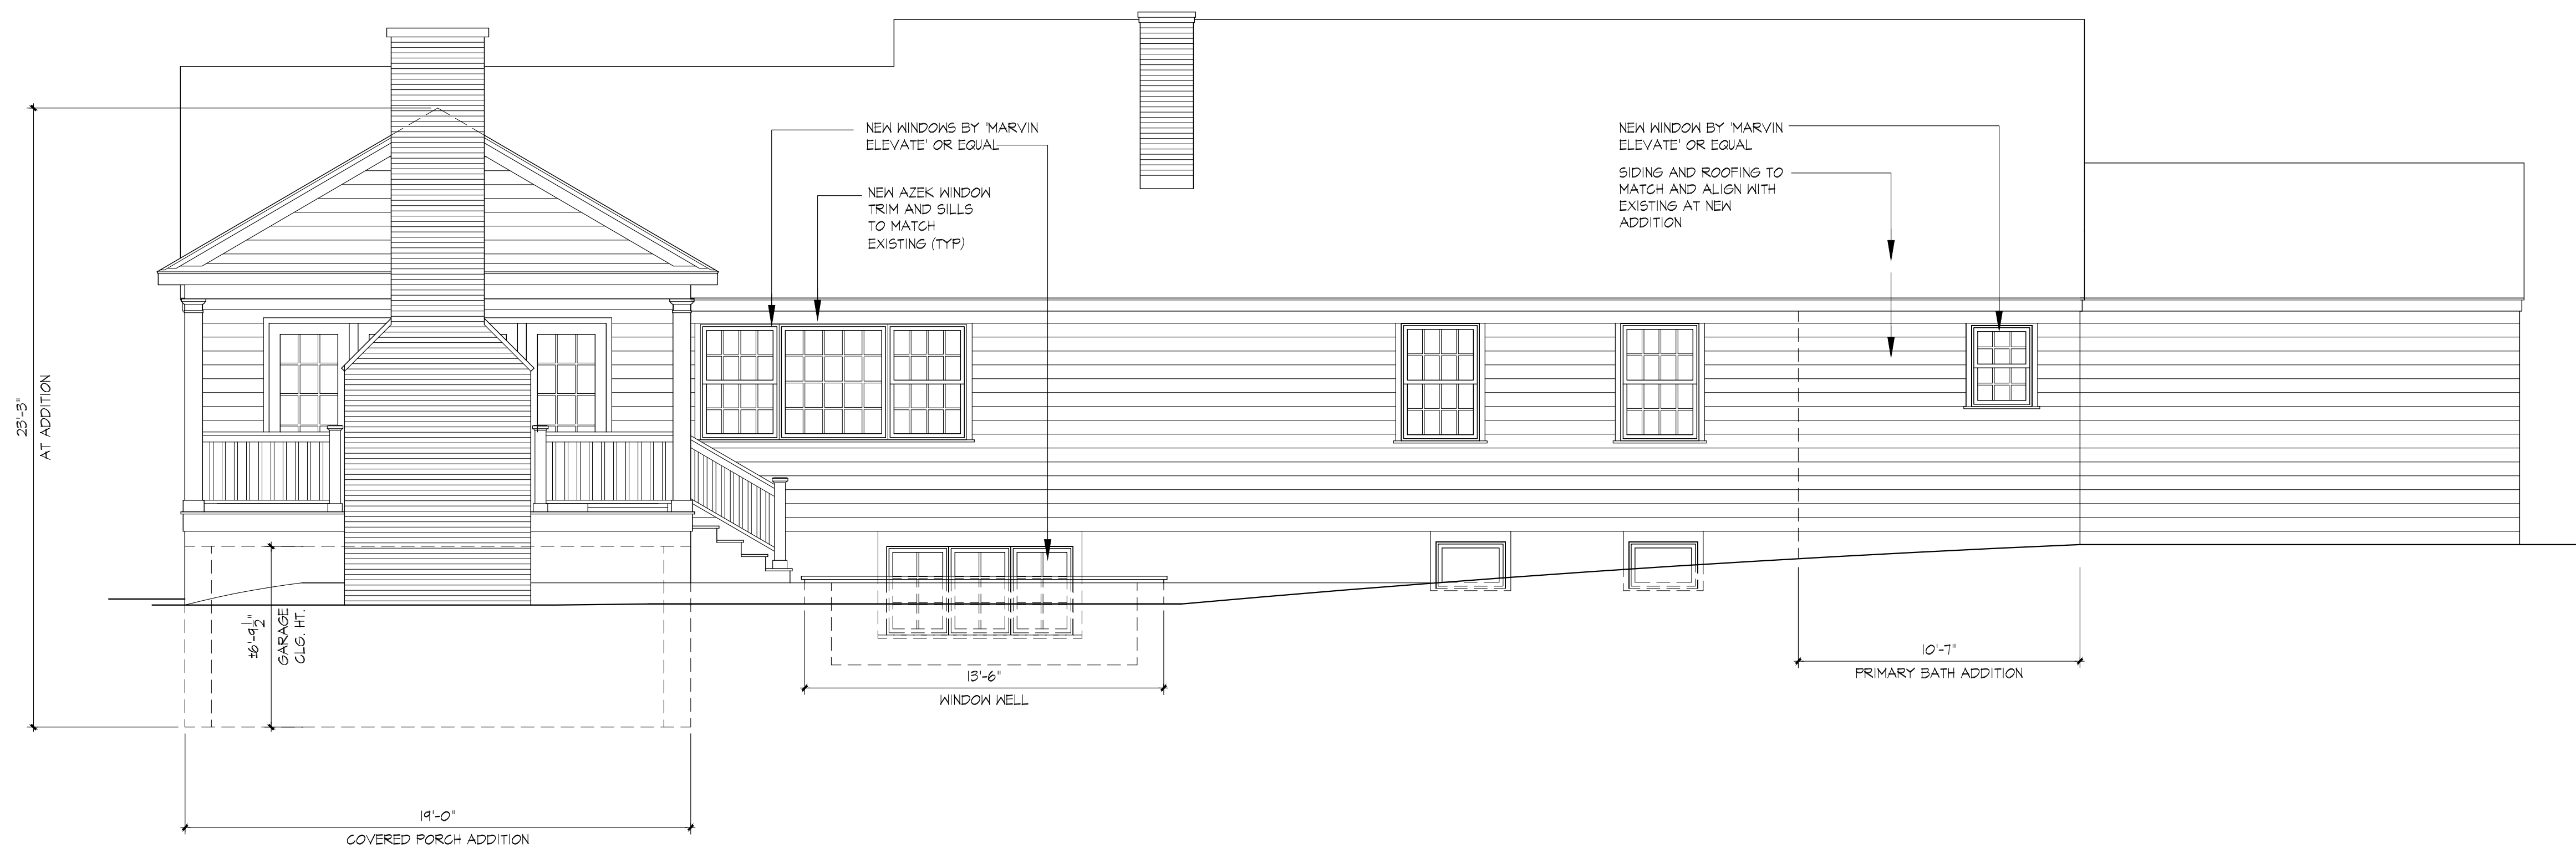 NEW WINDOWS BY 'MARVIN
ELEVATE' OR EQUAL
NEW AZEK WINDOW
TRIM AND SILLS
TO MATCH
EXISTING (TYP)
NEW WINDOW BY 'MARVIN
ELEVATE' OR EQUAL
SIDING AND ROOFING TO
MATCH AND ALIGN WITH
EXISTING AT NEW
ADDITION
23'-3"
AT ADDITION
±6'-9½"
GARAGE
CLG. HT.
13'-6"
WINDOW WELL
10'-7"
PRIMARY BATH ADDITION
19'-0"
COVERED PORCH ADDITION